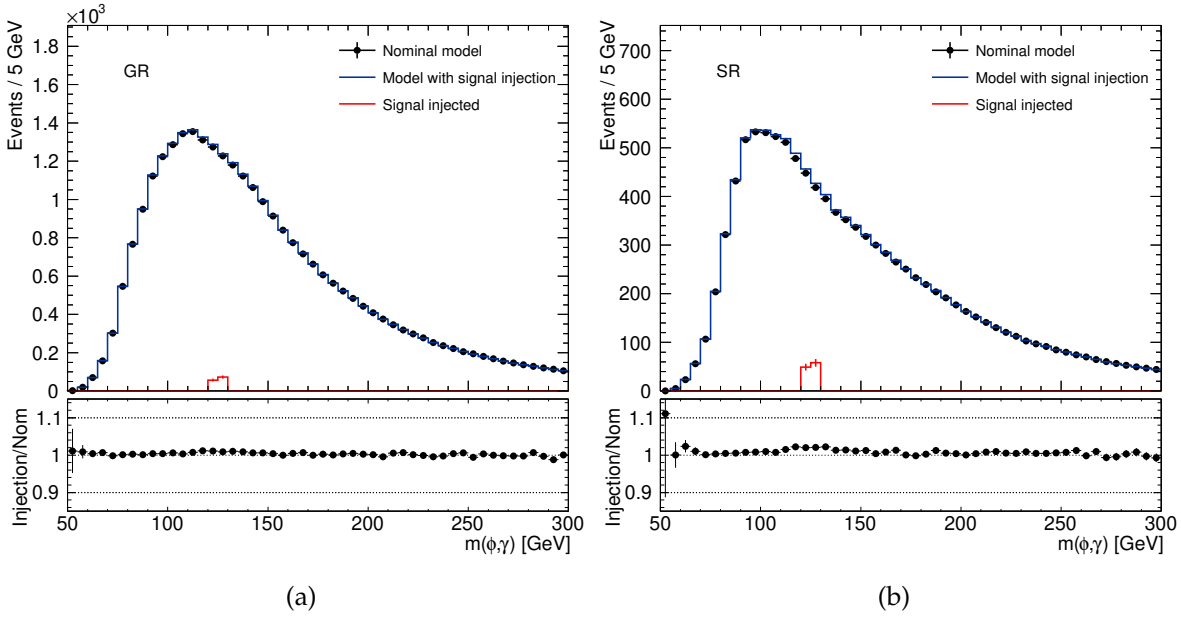 ×10³
Events / 5 GeV
1.8
1.6
1.4
1.2
1
0.8
0.6
0.4
0.2
0
GR
Nominal model
Model with signal injection
Signal injected
Injection/Nom
1.1
1
0.9
50 100 150 200 250 300
m(ϕ,γ) [GeV]
(a)
Events / 5 GeV
700
600
500
400
300
200
100
0
SR
Nominal model
Model with signal injection
Signal injected
Injection/Nom
1.1
1
0.9
50 100 150 200 250 300
m(ϕ,γ) [GeV]
(b)